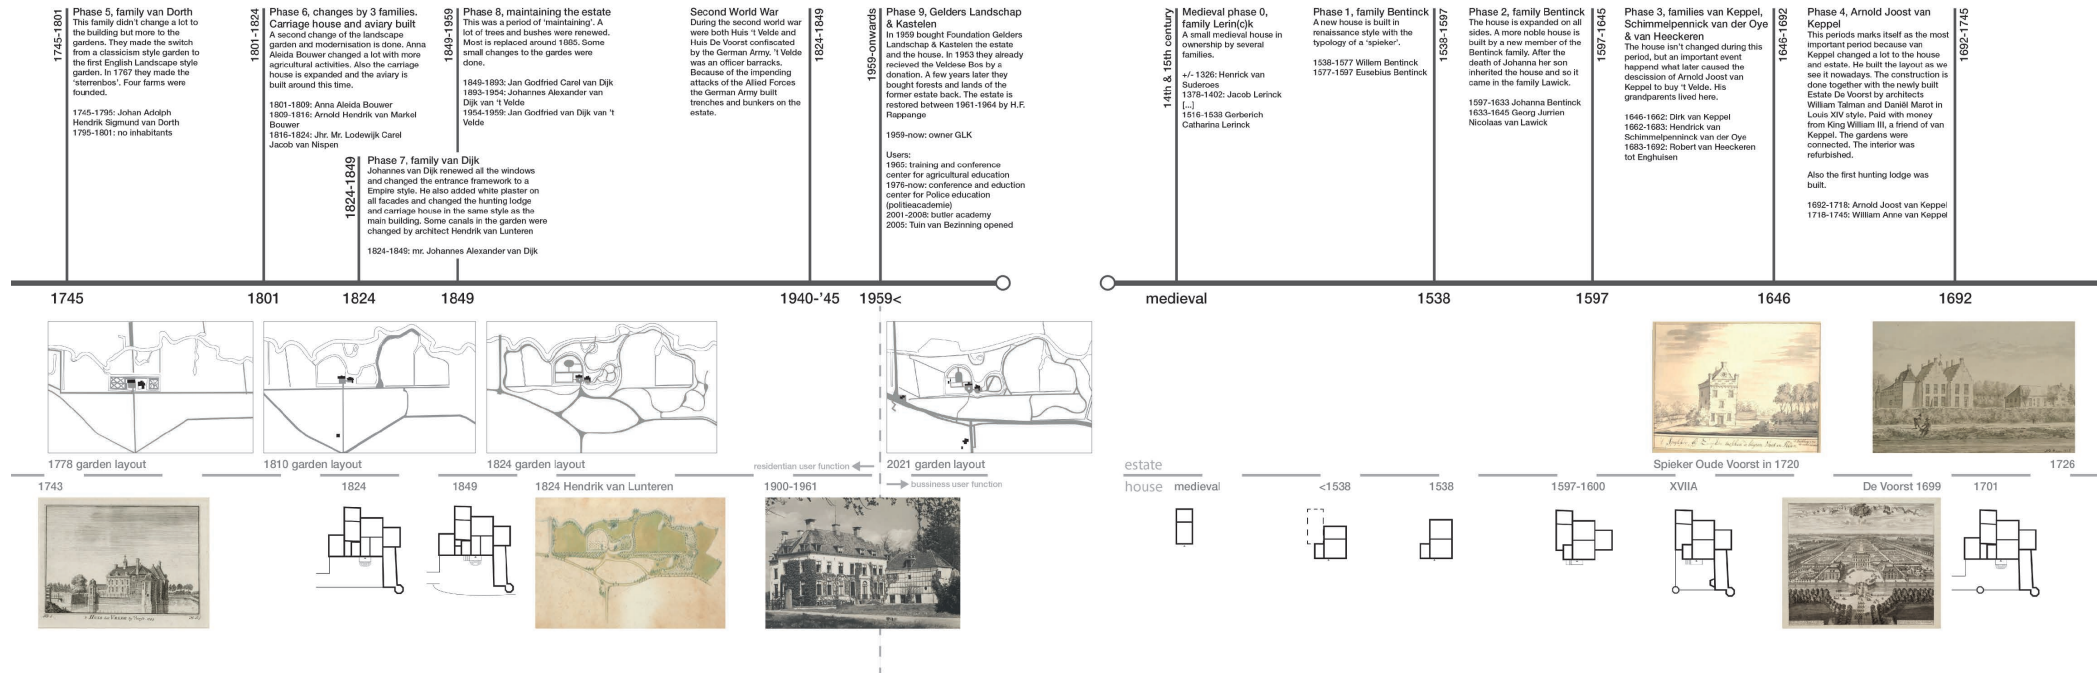 1745-1801
Phase 5, family van Dorth
This family didn't change a lot to
the building but more to the
gardens. They made the switch
from a classicism style garden to
the first English Landscape style
garden. In 1767 they made the
'sterrenbos'. Four farms were
founded.
1745-1795: Johan Adolph
Hendrik Sigmund van Dorth
1795-1801: no inhabitants
1801-1824
Phase 6, changes by 3 families.
Carriage house and aviary built
A second change of the landscape
garden and modernisation is done. Anna
Aleida Bouwer changed a lot with more
agricultural activities. Also the carriage
house is expanded and the aviary is
built around this time.
1801-1809: Anna Aleida Bouwer
1809-1816: Arnold Hendrik van Markel
Bouwer
1816-1824: Jhr. Mr. Lodewijk Carel
Jacob van Nispen
1824-1849
Phase 7, family van Dijk
Johannes van Dijk renewed all the windows
and changed the entrance framework to a
Empire style. He also added white plaster on
all facades and changed the hunting lodge
and carriage house in the same style as the
main building. Some canals in the garden were
changed by architect Hendrik van Lunteren
1824-1849: mr. Johannes Alexander van Dijk
1849-1959
Phase 8, maintaining the estate
This was a period of 'maintaining'. A
lot of trees and bushes were renewed.
Most is replaced around 1885. Some
small changes to the gardes were
done.
1849-1893: Jan Godfried Carel van Dijk
1893-1954: Johannes Alexander van
Dijk van 't Velde
1954-1959: Jan Godfried van Dijk van 't
Velde
Second World War
During the second world war
were both Huis 't Velde and
Huis De Voorst confiscated
by the German Army. 't Velde
was an officer barracks.
Because of the impending
attacks of the Allied Forces
the German Army built
trenches and bunkers on the
estate.
1824-1849
1959-onwards
Phase 9, Gelders Landschap
& Kastelen
In 1959 bought Foundation Gelders
Landschap & Kastelen the estate
and the house. In 1953 they already
recieved the Veldese Bos by a
donation. A few years later they
bought forests and lands of the
former estate back. The estate is
restored between 1961-1964 by H.F.
Rappange
1959-now: owner GLK
Users:
1965: training and conference
center for agricultural education
1976-now: conference and eduction
center for Police education
(politieacademie)
2001-2008: butler academy
2005: Tuin van Bezinning opened
14th & 15th century
Medieval phase 0,
family Lerin(c)k
A small medieval house in
ownership by several
families.
+/- 1326: Henrick van
Suderoes
1378-1402: Jacob Lerinck
[...]
1516-1538 Gerberich
Catharina Lerinck
Phase 1, family Bentinck
A new house is built in
renaissance style with the
typology of a 'spieker'.
1538-1577 Willem Bentinck
1577-1597 Eusebius Bentinck
1538-1597
Phase 2, family Bentinck
The house is expanded on all
sides. A more noble house is
built by a new member of the
Bentinck family. After the
death of Johanna her son
inherited the house and so it
came in the family Lawick.
1597-1633 Johanna Bentinck
1633-1645 Georg Jurrien
Nicolaas van Lawick
1597-1645
Phase 3, families van Keppel,
Schimmelpennick van der Oye
& van Heeckeren
The house isn't changed during this
period, but an important event
happend what later caused the
descission of Arnold Joost van
Keppel to buy 't Velde. His
grandparents lived here.
1646-1662: Dirk van Keppel
1662-1683: Hendrick van
Schimmelpenninck van der Oye
1683-1692: Robert van Heeckeren
tot Enghuisen
1646-1692
Phase 4, Arnold Joost van
Keppel
This periods marks itself as the most
important period because van
Keppel changed a lot to the house
and estate. He built the layout as we
see it nowadays. The construction is
done together with the newly built
Estate De Voorst by architects
William Talman and Daniël Marot in
Louis XIV style. Paid with money
from King William III, a friend of van
Keppel. The gardens were
connected. The interior was
refurbished.
Also the first hunting lodge was
built.
1692-1718: Arnold Joost van Keppel
1718-1745: William Anne van Keppel
1692-1745
1745
1801
1824
1849
1940-'45
1959<
medieval
1538
1597
1646
1692
1778 garden layout
1810 garden layout
1824 garden layout
residentian user function
2021 garden layout
bussiness user function
estate
house
Spieker Oude Voorst in 1720
1726
1743
1824
1849
1824 Hendrik van Lunteren
1900-1961
medieval
<1538
1538
1597-1600
XVIIA
De Voorst 1699
1701